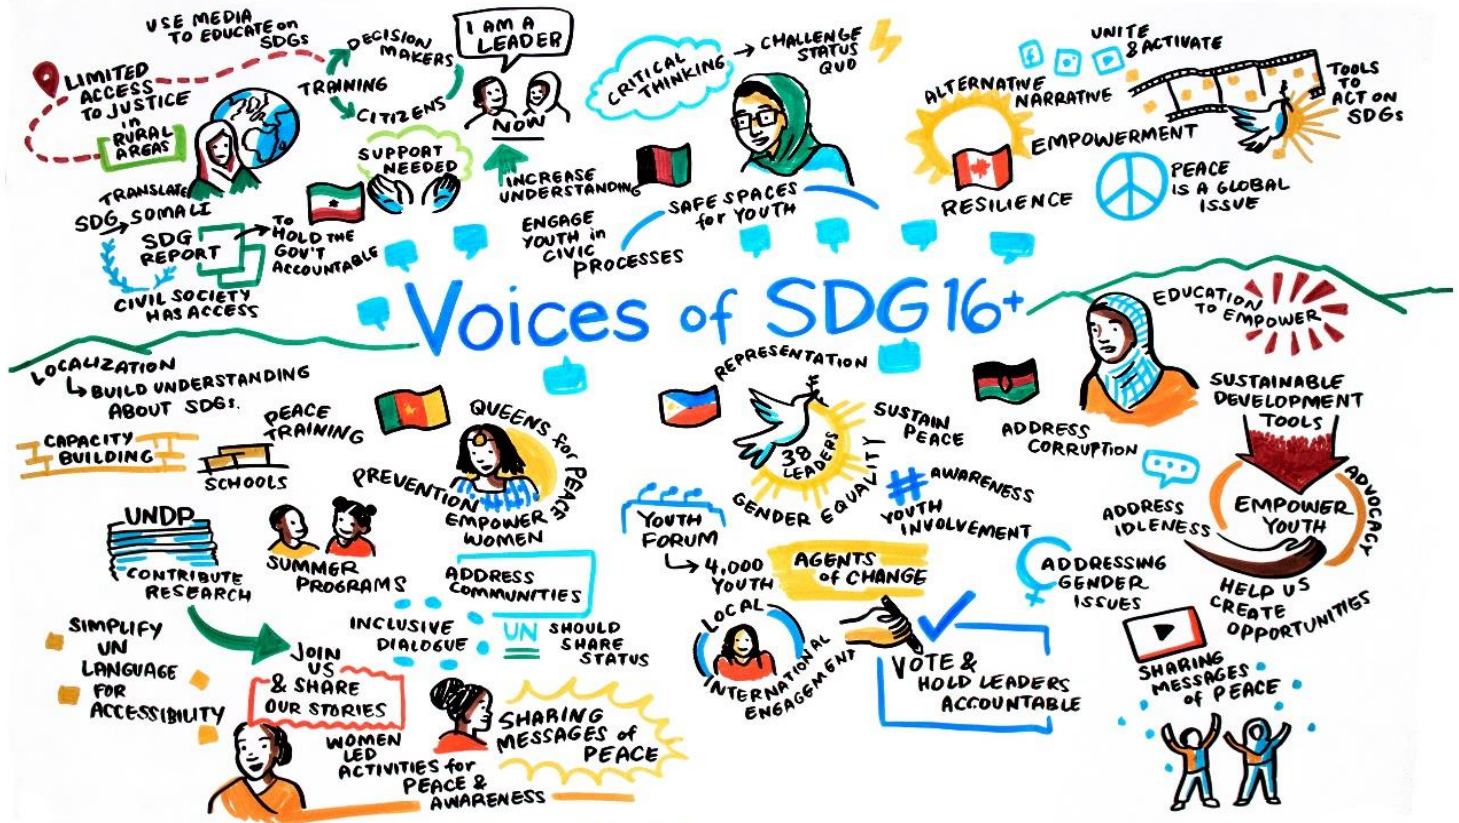 USE MEDIA
TO EDUCATE on
SDGs
LIMITED
ACCESS
TO JUSTICE
in
RURAL
AREAS
TRAINING
DECISION
MAKERS
CITIZENS
I AM A
LEADER
NOW
SUPPORT
NEEDED
INCREASE
UNDERSTANDING
TRANSLATE
SDG → SOMALI
SDG
REPORT
TO
HOLD THE
GOV'T
ACCOUNTABLE
CIVIL SOCIETY
HAS ACCESS
ENGAGE
YOUTH in
CIVIC
PROCESSES
CRITICAL
THINKING
CHALLENGE
STATUS
QUO
SAFE SPACES
for YOUTH
UNITE
& ACTIVATE
ALTERNATIVE
NARRATIVE
EMPOWERMENT
TOOLS
TO
ACT ON
SDGs
RESILIENCE
PEACE
IS A GLOBAL
ISSUE
Voices of SDG16+
LOCALIZATION
BUILD UNDERSTANDING
ABOUT SDGs.
CAPACITY
BUILDING
PEACE
TRAINING
SCHOOLS
QUEENS for PEACE
PREVENTION
EMPOWER
WOMEN
UNDP
CONTRIBUTE
RESEARCH
SUMMER
PROGRAMS
ADDRESS
COMMUNITIES
INCLUSIVE
DIALOGUE
UN SHOULD
SHARE
STATUS
SIMPLIFY
UN
LANGUAGE
FOR
ACCESSIBILITY
JOIN
US
& SHARE
OUR STORIES
WOMEN
LED
ACTIVITIES for
PEACE &
AWARENESS
SHARING
MESSAGES of
PEACE
REPRESENTATION
38
LEADERS
SUSTAIN
PEACE
GENDER EQUALITY
# AWARENESS
YOUTH
INVOLVEMENT
YOUTH
FORUM
4,000
YOUTH
AGENTS
of CHANGE
LOCAL
INTERNATIONAL
ENGAGEMENT
VOTE &
HOLD LEADERS
ACCOUNTABLE
EDUCATION
TO EMPOWER
ADDRESS
CORRUPTION
SUSTAINABLE
DEVELOPMENT
TOOLS
ADDRESS
IDLENESS
EMPOWER
YOUTH
ADVOCACY
ADDRESSING
GENDER
ISSUES
HELP US
CREATE
OPPORTUNITIES
SHARING
MESSAGES
of PEACE